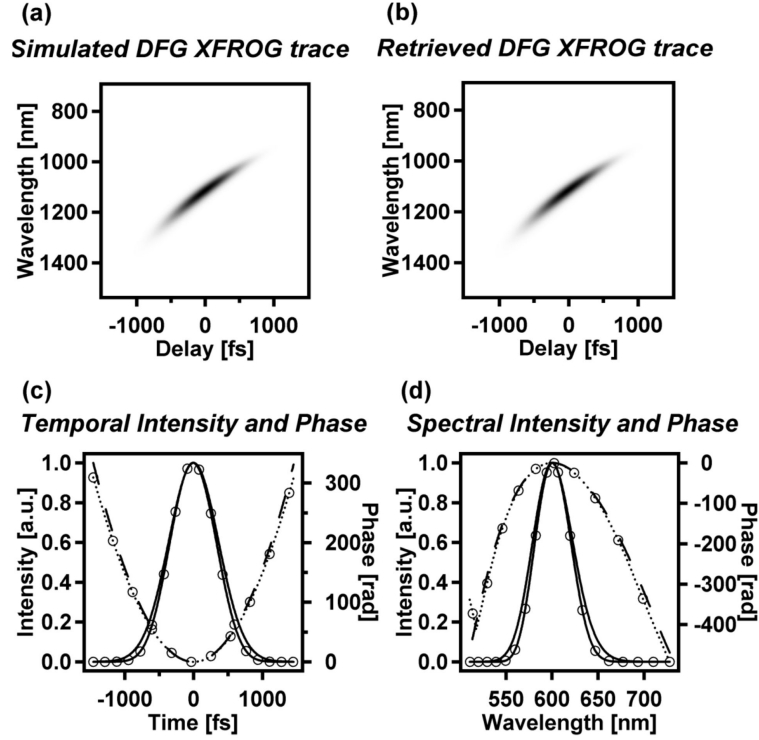 (a)
Simulated DFG XFROG trace
Wavelength [nm]
800
1000
1200
1400
-1000 0 1000
Delay [fs]
(b)
Retrieved DFG XFROG trace
Wavelength [nm]
800
1000
1200
1400
-1000 0 1000
Delay [fs]
(c)
Temporal Intensity and Phase
Intensity [a.u.]
1.0
0.8
0.6
0.4
0.2
0.0
300
200
100
0
Phase [rad]
-1000 0 1000
Time [fs]
(d)
Spectral Intensity and Phase
Intensity [a.u.]
1.0
0.8
0.6
0.4
0.2
0.0
0
-100
-200
-300
-400
Phase [rad]
550 600 650 700
Wavelength [nm]